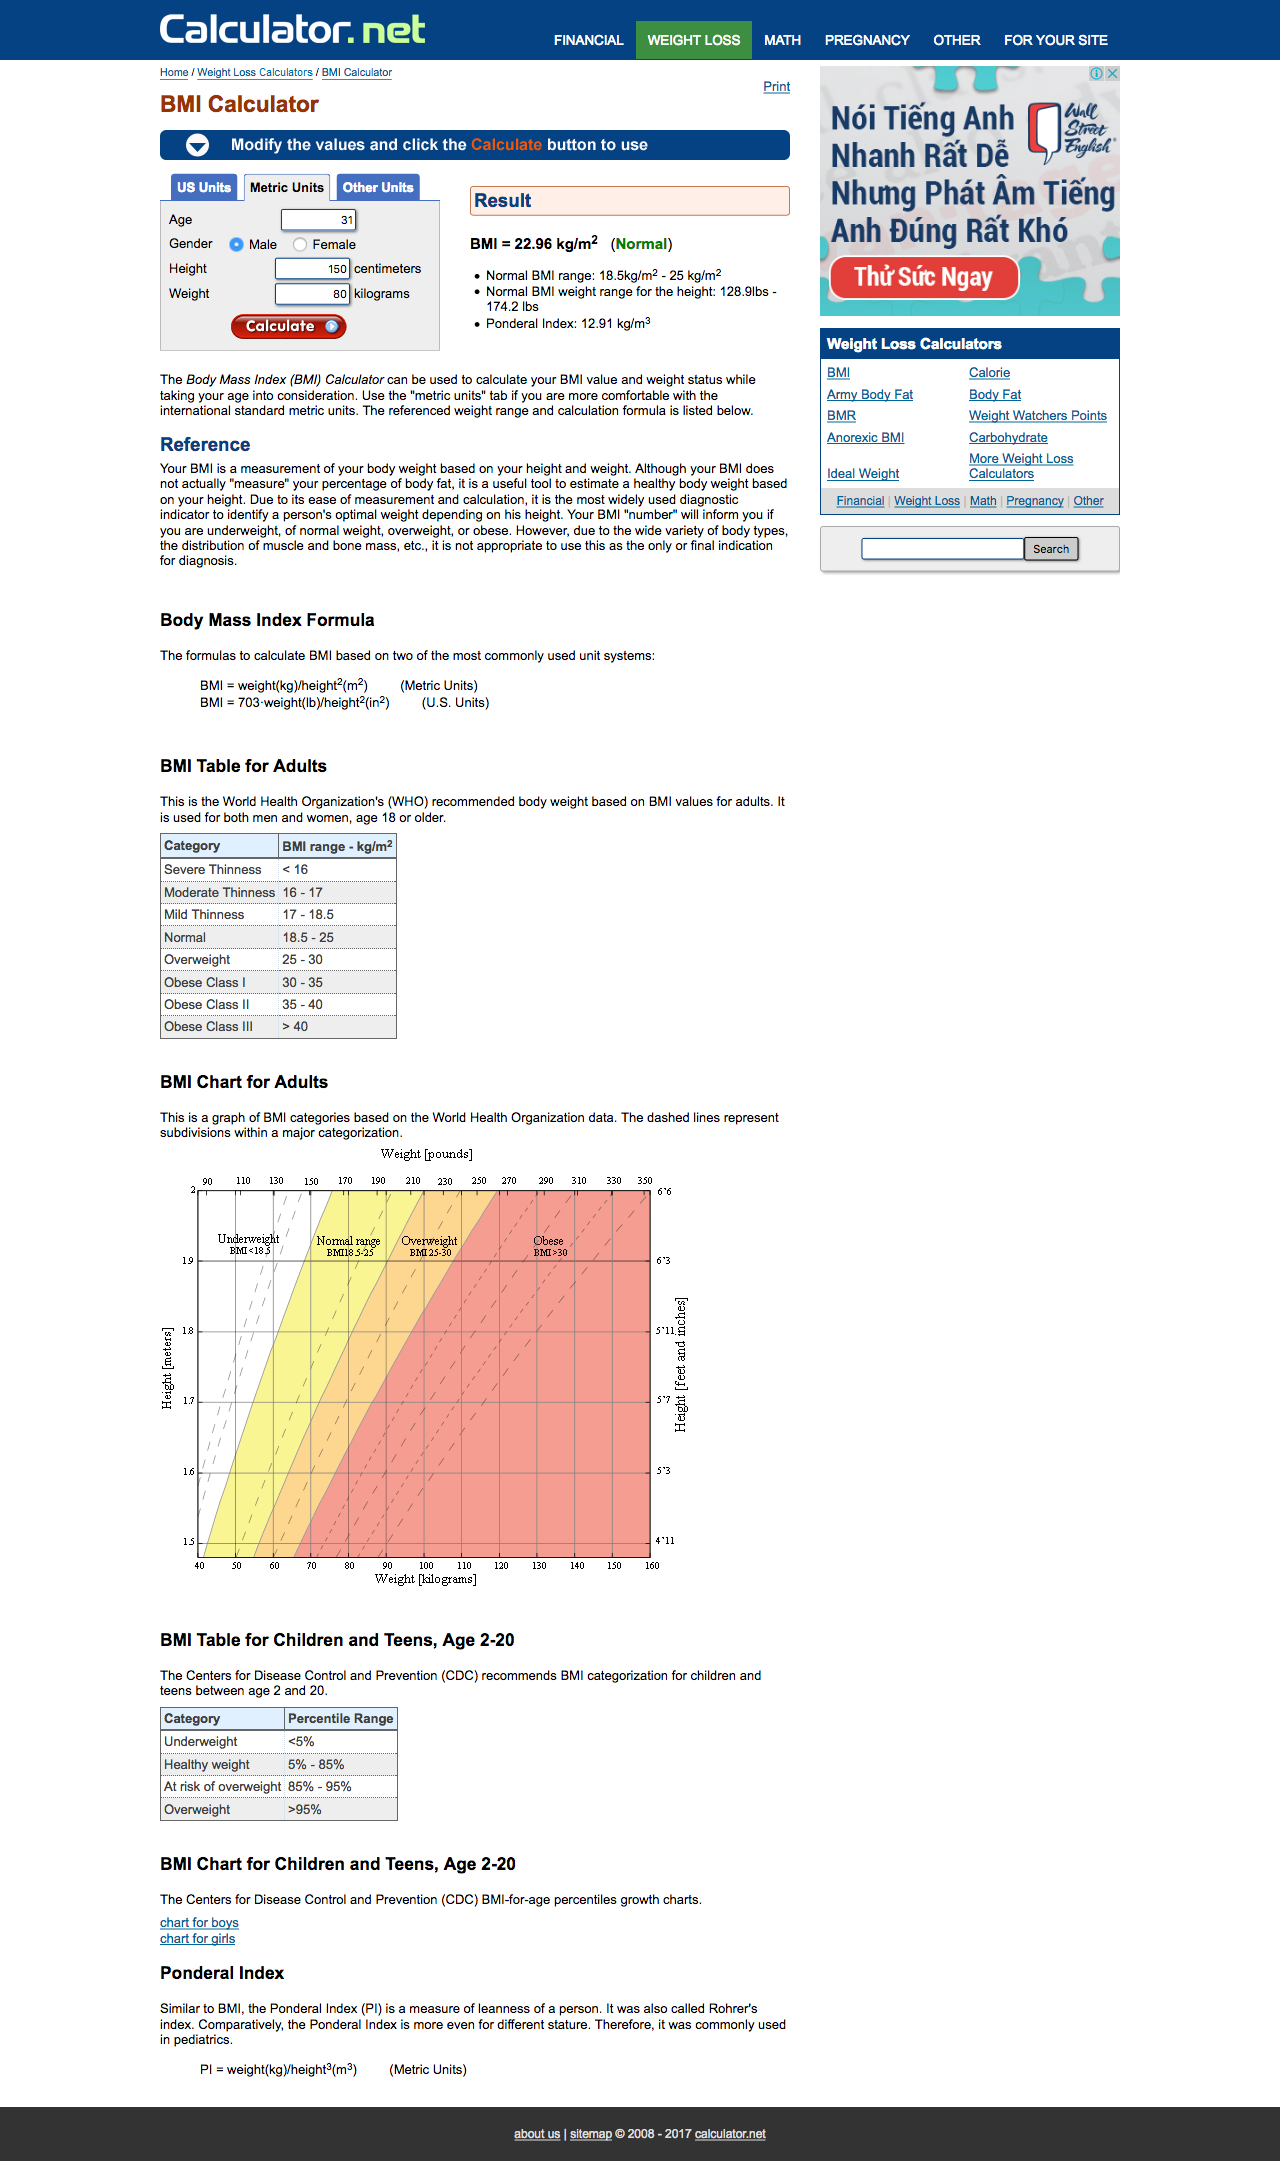 Calculator.net
FINANCIAL WEIGHT LOSS MATH PREGNANCY OTHER FOR YOUR SITE
Home / Weight Loss Calculators / BMI Calculator
Print
BMI Calculator
Modify the values and click the Calculate button to use
US Units Metric Units Other Units
Age 31
Gender Male Female
Height 150 centimeters
Weight 80 kilograms
Calculate
Result
BMI = 22.96 kg/m² (Normal)
• Normal BMI range: 18.5kg/m² - 25 kg/m²
• Normal BMI weight range for the height: 128.9lbs -
174.2 lbs
• Ponderal Index: 12.91 kg/m³
Nói Tiếng Anh
Nhanh Rất Dễ
Nhưng Phát Âm Tiếng
Anh Đúng Rất Khó
Wall
Street
English
Thử Sức Ngay
Weight Loss Calculators
BMI Calorie
Army Body Fat Body Fat
BMR Weight Watchers Points
Anorexic BMI Carbohydrate
Ideal Weight More Weight Loss
Calculators
Financial | Weight Loss | Math | Pregnancy | Other
Search
The Body Mass Index (BMI) Calculator can be used to calculate your BMI value and weight status while
taking your age into consideration. Use the "metric units" tab if you are more comfortable with the
international standard metric units. The referenced weight range and calculation formula is listed below.
Reference
Your BMI is a measurement of your body weight based on your height and weight. Although your BMI does
not actually "measure" your percentage of body fat, it is a useful tool to estimate a healthy body weight based
on your height. Due to its ease of measurement and calculation, it is the most widely used diagnostic
indicator to identify a person's optimal weight depending on his height. Your BMI "number" will inform you if
you are underweight, of normal weight, overweight, or obese. However, due to the wide variety of body types,
the distribution of muscle and bone mass, etc., it is not appropriate to use this as the only or final indication
for diagnosis.
Body Mass Index Formula
The formulas to calculate BMI based on two of the most commonly used unit systems:
BMI = weight(kg)/height²(m²) (Metric Units)
BMI = 703·weight(lb)/height²(in²) (U.S. Units)
BMI Table for Adults
This is the World Health Organization's (WHO) recommended body weight based on BMI values for adults. It
is used for both men and women, age 18 or older.
Category BMI range - kg/m²
Severe Thinness < 16
Moderate Thinness 16 - 17
Mild Thinness 17 - 18.5
Normal 18.5 - 25
Overweight 25 - 30
Obese Class I 30 - 35
Obese Class II 35 - 40
Obese Class III > 40
BMI Chart for Adults
This is a graph of BMI categories based on the World Health Organization data. The dashed lines represent
subdivisions within a major categorization.
Weight [pounds]
90 110 130 150 170 190 210 230 250 270 290 310 330 350
2 6'6
Underweight Normal range Overweight Obese
BMI <18.5 BMI18.5-25 BMI 25-30 BMI >30
1.9 6'3
1.8 5'11
1.7 5'7
1.6 5'3
1.5 4'11
Height [meters]
Height [feet and inches]
40 50 60 70 80 90 100 110 120 130 140 150 160
Weight [kilograms]
BMI Table for Children and Teens, Age 2-20
The Centers for Disease Control and Prevention (CDC) recommends BMI categorization for children and
teens between age 2 and 20.
Category Percentile Range
Underweight <5%
Healthy weight 5% - 85%
At risk of overweight 85% - 95%
Overweight >95%
BMI Chart for Children and Teens, Age 2-20
The Centers for Disease Control and Prevention (CDC) BMI-for-age percentiles growth charts.
chart for boys
chart for girls
Ponderal Index
Similar to BMI, the Ponderal Index (PI) is a measure of leanness of a person. It was also called Rohrer's
index. Comparatively, the Ponderal Index is more even for different stature. Therefore, it was commonly used
in pediatrics.
PI = weight(kg)/height³(m³) (Metric Units)
about us | sitemap © 2008 - 2017 calculator.net